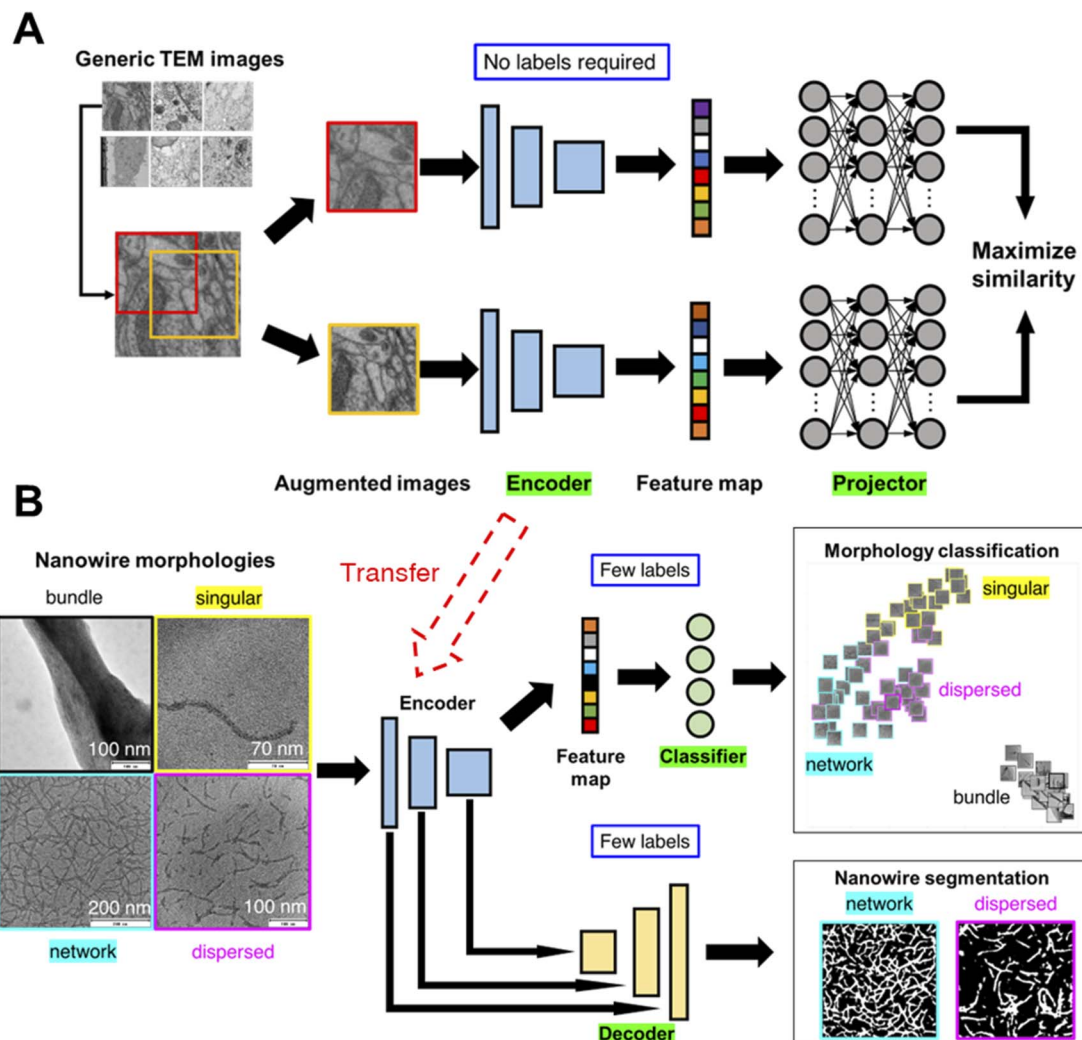 A
Generic TEM images
No labels required
Maximize
similarity
Augmented images
Encoder
Feature map
Projector
B
Nanowire morphologies
bundle
singular
100 nm
70 nm
200 nm
100 nm
network
dispersed
Transfer
Encoder
Few labels
Feature
map
Classifier
Few labels
Decoder
Morphology classification
singular
dispersed
network
bundle
Nanowire segmentation
network
dispersed